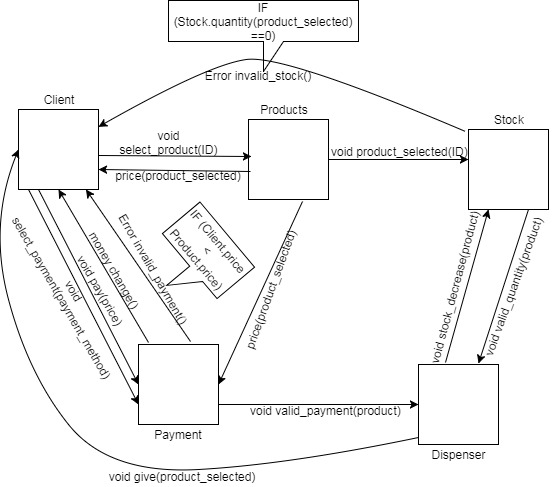 IF
(Stock.quantity(product_selected)
==0)
Error invalid_stock()
Client
Products
Stock
void
select_product(ID)
void product_selected(ID)
price(product_selected)
IF (Client.price
<
Product.price)
Error invalid_payment()
money change()
void pay(price)
void
select_payment(payment_method)
price(product_selected)
void stock_decrease(product)
void valid_quantity(product)
void valid_payment(product)
Payment
Dispenser
void give(product_selected)